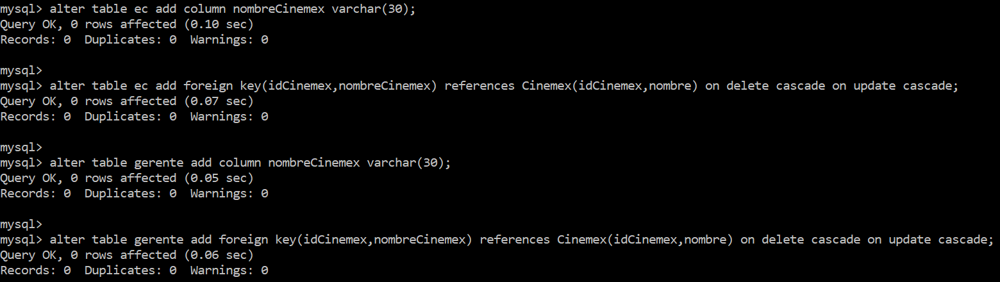 mysql> alter table ec add column nombreCinemex varchar(30);
Query OK, 0 rows affected (0.10 sec)
Records: 0  Duplicates: 0  Warnings: 0
mysql>
mysql> alter table ec add foreign key(idCinemex,nombreCinemex) references Cinemex(idCinemex,nombre) on delete cascade on update cascade;
Query OK, 0 rows affected (0.07 sec)
Records: 0  Duplicates: 0  Warnings: 0
mysql>
mysql> alter table gerente add column nombreCinemex varchar(30);
Query OK, 0 rows affected (0.05 sec)
Records: 0  Duplicates: 0  Warnings: 0
mysql>
mysql> alter table gerente add foreign key(idCinemex,nombreCinemex) references Cinemex(idCinemex,nombre) on delete cascade on update cascade;
Query OK, 0 rows affected (0.06 sec)
Records: 0  Duplicates: 0  Warnings: 0